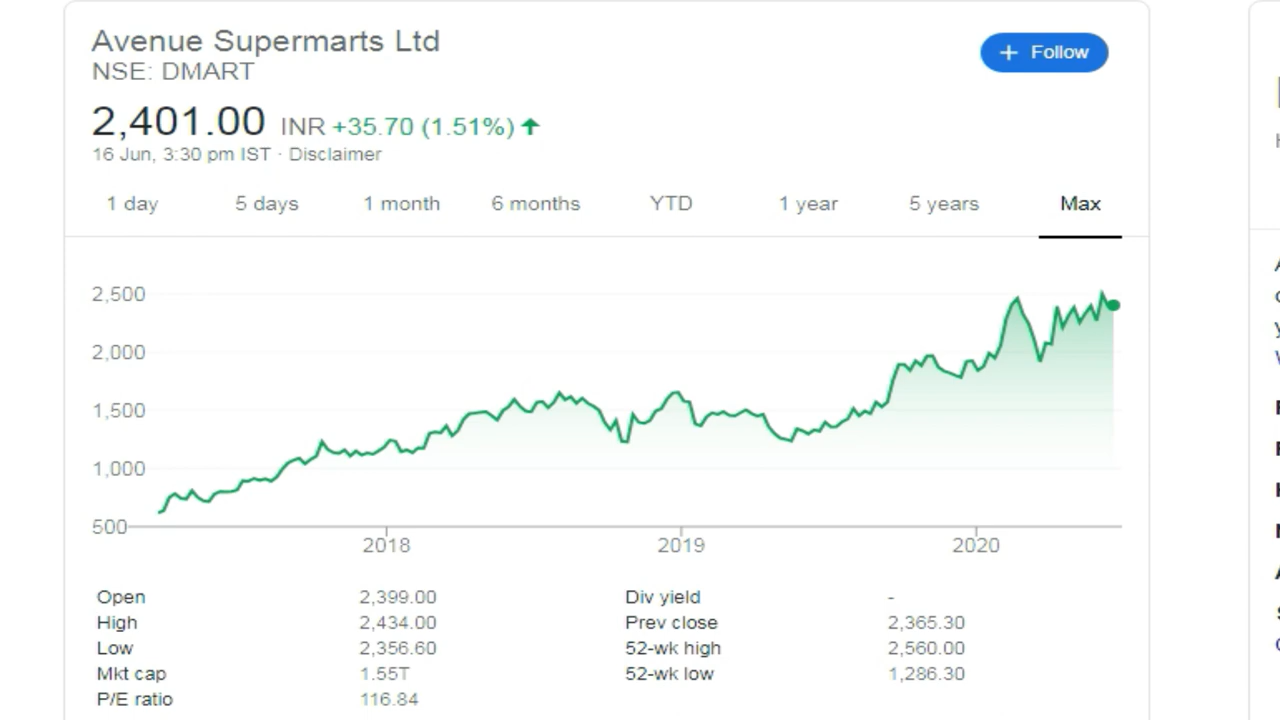 Avenue Supermarts Ltd
NSE: DMART
+ Follow
2,401.00 INR +35.70 (1.51%) ↑
16 Jun, 3:30 pm IST · Disclaimer
1 day 5 days 1 month 6 months YTD 1 year 5 years Max
2,500
2,000
1,500
1,000
500
2018 2019 2020
Open 2,399.00 Div yield -
High 2,434.00 Prev close 2,365.30
Low 2,356.60 52-wk high 2,560.00
Mkt cap 1.55T 52-wk low 1,286.30
P/E ratio 116.84